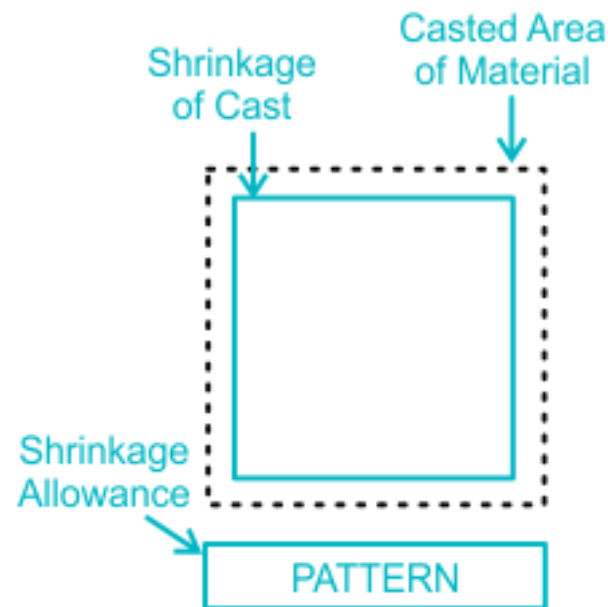 Casted Area
of Material
Shrinkage
of Cast
Shrinkage
Allowance
PATTERN